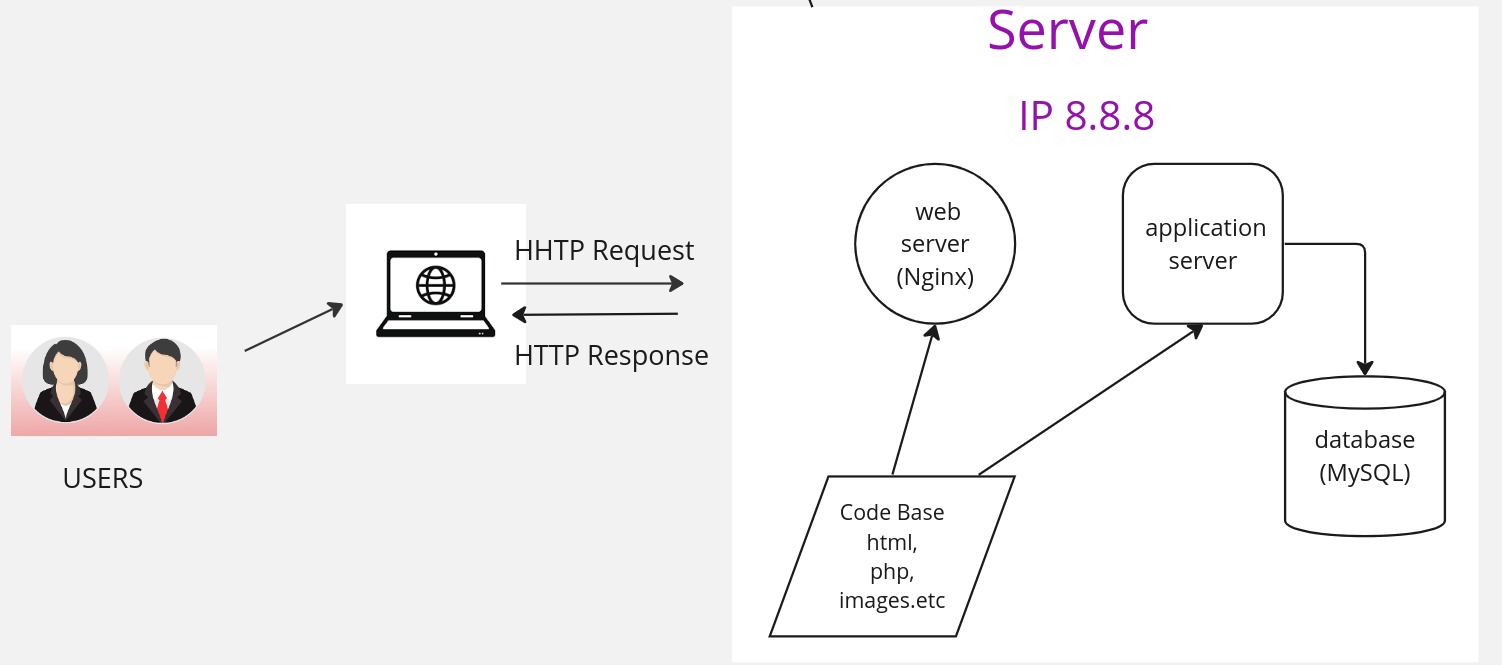 Server
IP 8.8.8
web
server
(Nginx)
application
server
HHTP Request
HTTP Response
USERS
database
(MySQL)
Code Base
html,
php,
images.etc